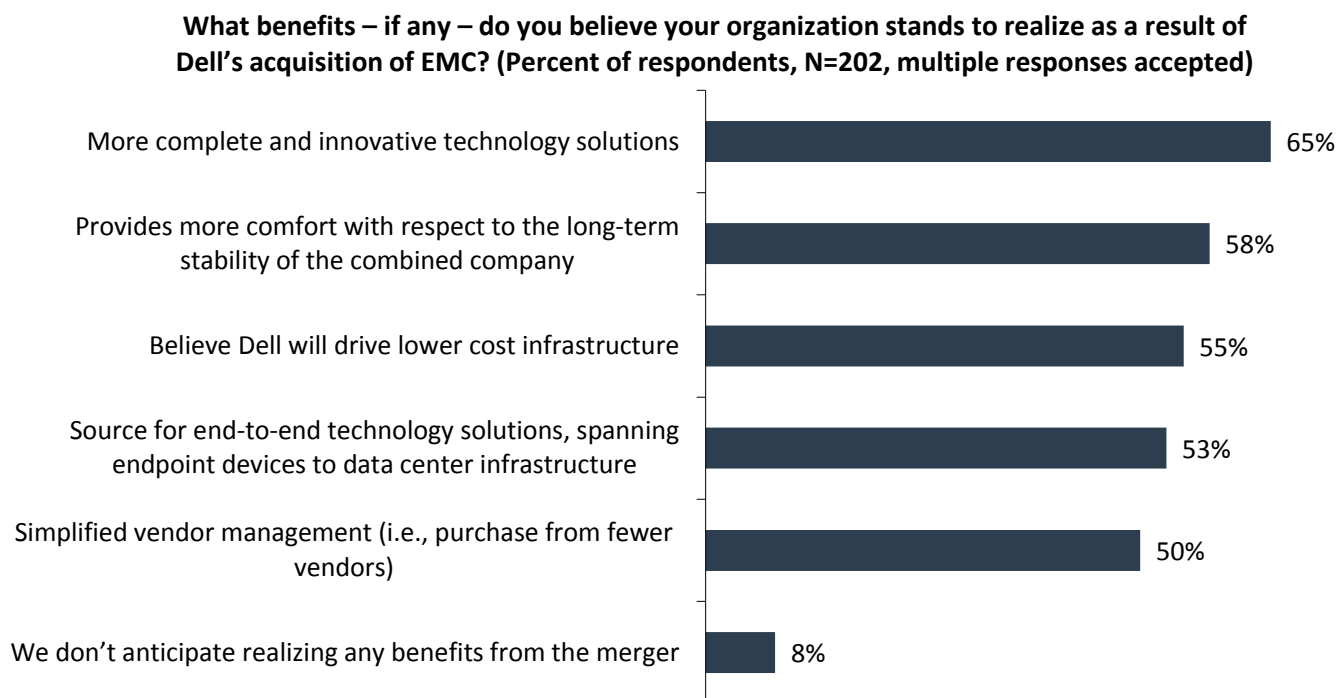 What benefits – if any – do you believe your organization stands to realize as a result of
Dell’s acquisition of EMC? (Percent of respondents, N=202, multiple responses accepted)
More complete and innovative technology solutions
65%
Provides more comfort with respect to the long-term
stability of the combined company
58%
Believe Dell will drive lower cost infrastructure
55%
Source for end-to-end technology solutions, spanning
endpoint devices to data center infrastructure
53%
Simplified vendor management (i.e., purchase from fewer
vendors)
50%
We don’t anticipate realizing any benefits from the merger
8%